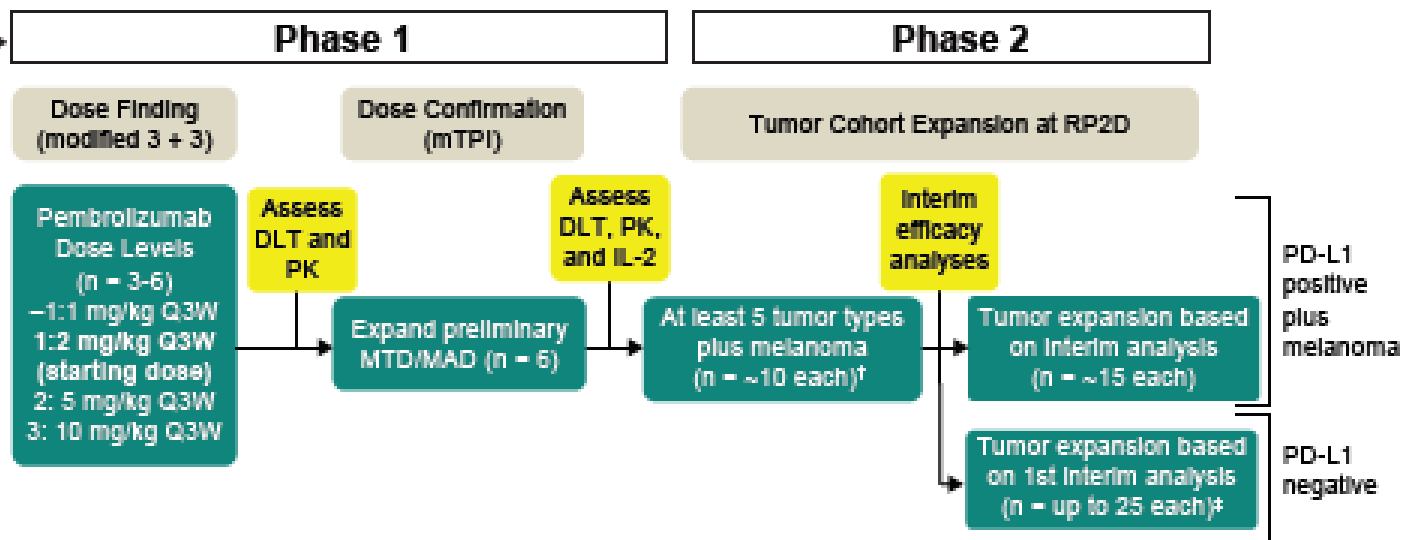 Phase 1
Phase 2
Dose Finding
(modified 3 + 3)
Dose Confirmation
(mTPI)
Tumor Cohort Expansion at RP2D
Pembrolizumab
Dose Levels
(n = 3-6)
–1:1 mg/kg Q3W
1:2 mg/kg Q3W
(starting dose)
2: 5 mg/kg Q3W
3: 10 mg/kg Q3W
Assess
DLT and
PK
Expand preliminary
MTD/MAD (n = 6)
Assess
DLT, PK,
and IL-2
At least 5 tumor types
plus melanoma
(n = ~10 each)†
Interim
efficacy
analyses
Tumor expansion based
on interim analysis
(n = ~15 each)
PD-L1
positive
plus
melanoma
Tumor expansion based
on 1st interim analysis
(n = up to 25 each)‡
PD-L1
negative